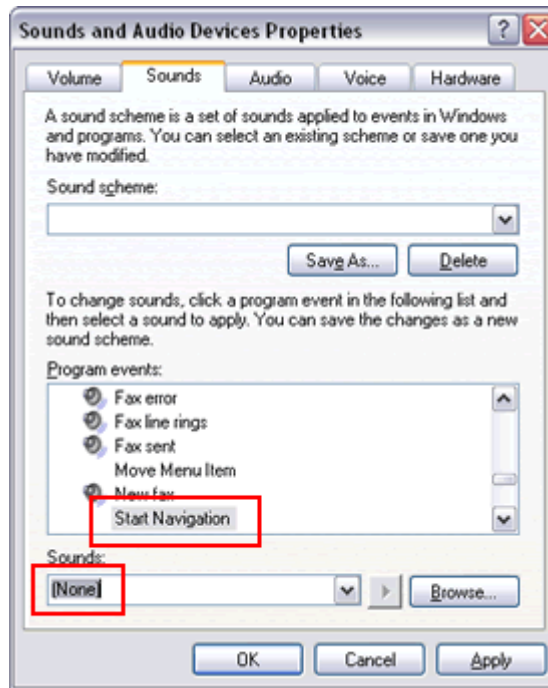 Sounds and Audio Devices Properties
Volume Sounds Audio Voice Hardware
A sound scheme is a set of sounds applied to events in Windows
and programs. You can select an existing scheme or save one you
have modified.
Sound scheme:
Save As... Delete
To change sounds, click a program event in the following list and
then select a sound to apply. You can save the changes as a new
sound scheme.
Program events:
Fax error
Fax line rings
Fax sent
Move Menu Item
New fax
Start Navigation
Sounds:
(None)
Browse...
OK Cancel Apply